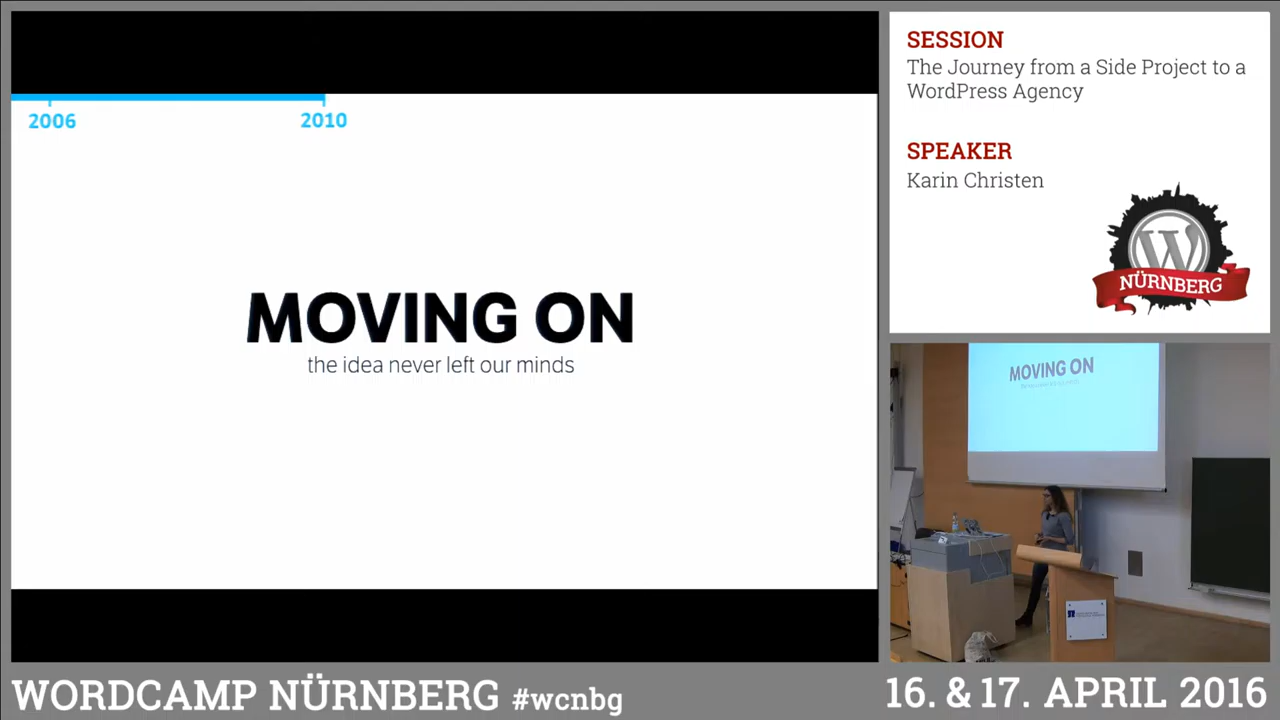 2006 2010
MOVING ON
the idea never left our minds
SESSION
The Journey from a Side Project to a
WordPress Agency
SPEAKER
Karin Christen
W
NÜRNBERG
MOVING ON
WORDCAMP NÜRNBERG #wcnbg
16. & 17. APRIL 2016